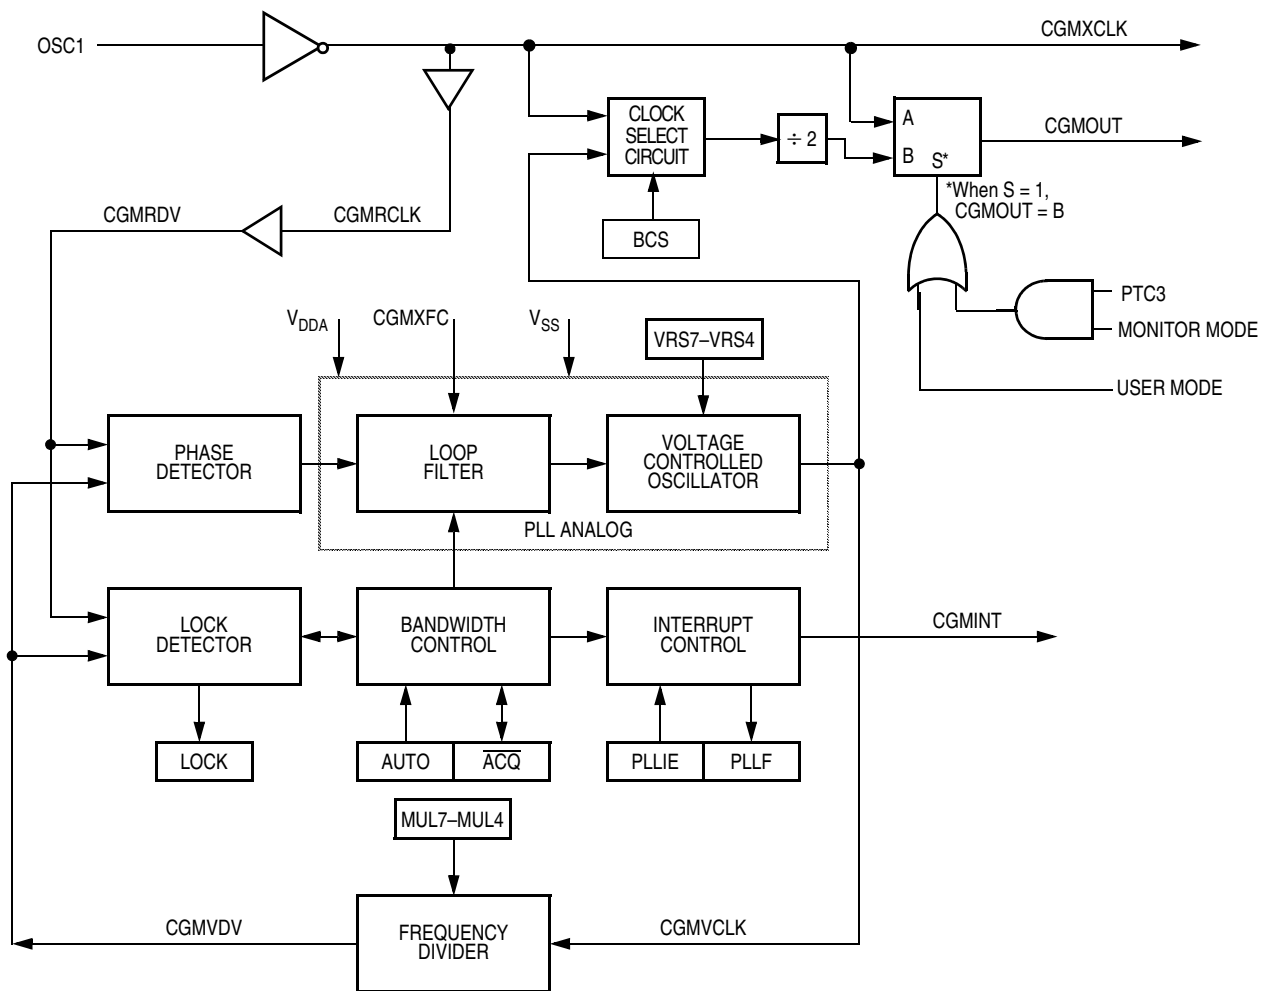 OSC1
CGMXCLK
CLOCK
SELECT
CIRCUIT
÷ 2
A
B
S*
CGMOUT
*When S = 1,
CGMOUT = B
CGMRDV
CGMRCLK
BCS
PTC3
MONITOR MODE
USER MODE
VDDA
CGMXFC
VSS
VRS7–VRS4
PHASE
DETECTOR
LOOP
FILTER
VOLTAGE
CONTROLLED
OSCILLATOR
PLL ANALOG
LOCK
DETECTOR
BANDWIDTH
CONTROL
INTERRUPT
CONTROL
CGMINT
LOCK
AUTO
ACQ
PLLIE
PLLF
MUL7–MUL4
CGMVDV
FREQUENCY
DIVIDER
CGMVCLK